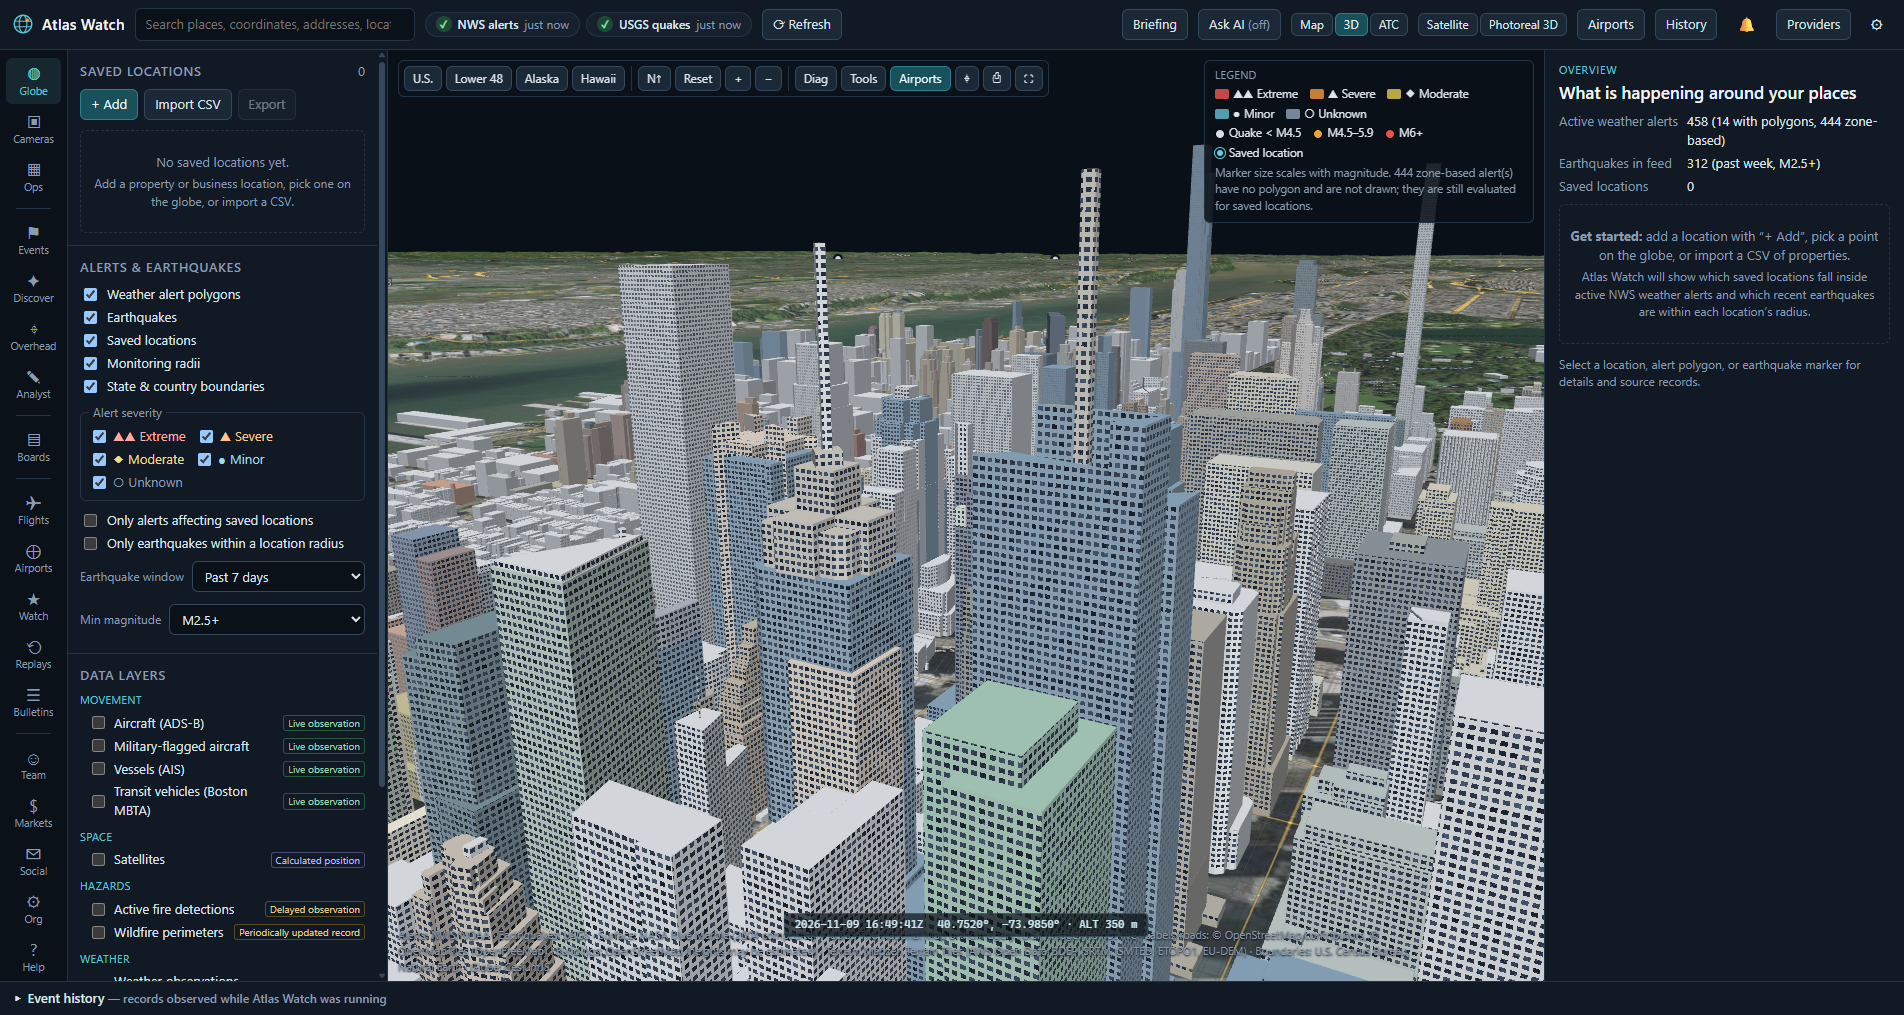 Atlas Watch
Search places, coordinates, addresses, locat
NWS alerts just now
USGS quakes just now
Refresh
Briefing
Ask AI (off)
Map
3D
ATC
Satellite
Photoreal 3D
Airports
History
Providers
Globe
Cameras
Ops
Events
Discover
Overhead
Analyst
Boards
Flights
Airports
Watch
Replays
Bulletins
Team
Markets
Social
Org
Help
SAVED LOCATIONS 0
+ Add
Import CSV
Export
No saved locations yet.
Add a property or business location, pick one on
the globe, or import a CSV.
ALERTS & EARTHQUAKES
Weather alert polygons
Earthquakes
Saved locations
Monitoring radii
State & country boundaries
Alert severity
Extreme
Severe
Moderate
Minor
Unknown
Only alerts affecting saved locations
Only earthquakes within a location radius
Earthquake window Past 7 days
Min magnitude M2.5+
DATA LAYERS
MOVEMENT
Aircraft (ADS-B) Live observation
Military-flagged aircraft Live observation
Vessels (AIS) Live observation
Transit vehicles (Boston
MBTA) Live observation
SPACE
Satellites Calculated position
HAZARDS
Active fire detections Delayed observation
Wildfire perimeters Periodically updated record
WEATHER
Weather observations
U.S.
Lower 48
Alaska
Hawaii
N↑
Reset
+
−
Diag
Tools
Airports
LEGEND
Extreme Severe Moderate
Minor Unknown
Quake < M4.5 M4.5–5.9 M6+
Saved location
Marker size scales with magnitude. 444 zone-based alert(s)
have no polygon and are not drawn; they are still evaluated
for saved locations.
2026-11-09 16:49:41Z 40.7520°, −73.9850° · ALT 350 m
OVERVIEW
What is happening around your places
Active weather alerts 458 (14 with polygons, 444 zone-
based)
Earthquakes in feed 312 (past week, M2.5+)
Saved locations 0
Get started: add a location with “+ Add”, pick a point
on the globe, or import a CSV of properties.
Atlas Watch will show which saved locations fall inside
active NWS weather alerts and which recent earthquakes
are within each location’s radius.
Select a location, alert polygon, or earthquake marker for
details and source records.
Event history — records observed while Atlas Watch was running